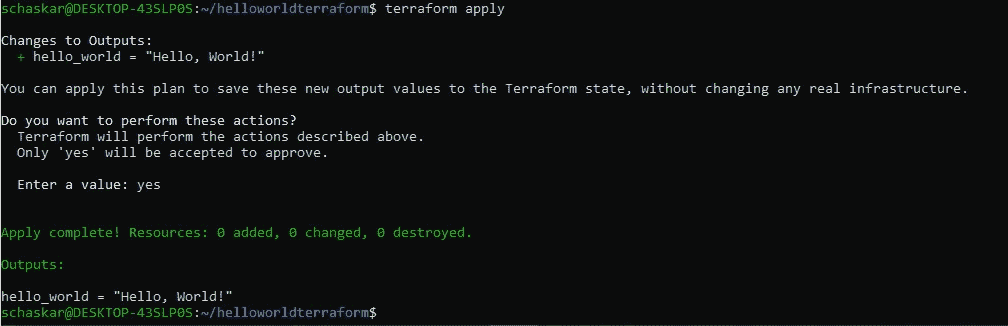 schaskar@DESKTOP-43SLP0S:~/helloworldterraform$ terraform apply
Changes to Outputs:
  + hello_world = "Hello, World!"
You can apply this plan to save these new output values to the Terraform state, without changing any real infrastructure.
Do you want to perform these actions?
  Terraform will perform the actions described above.
  Only 'yes' will be accepted to approve.
  Enter a value: yes
Apply complete! Resources: 0 added, 0 changed, 0 destroyed.
Outputs:
hello_world = "Hello, World!"
schaskar@DESKTOP-43SLP0S:~/helloworldterraform$